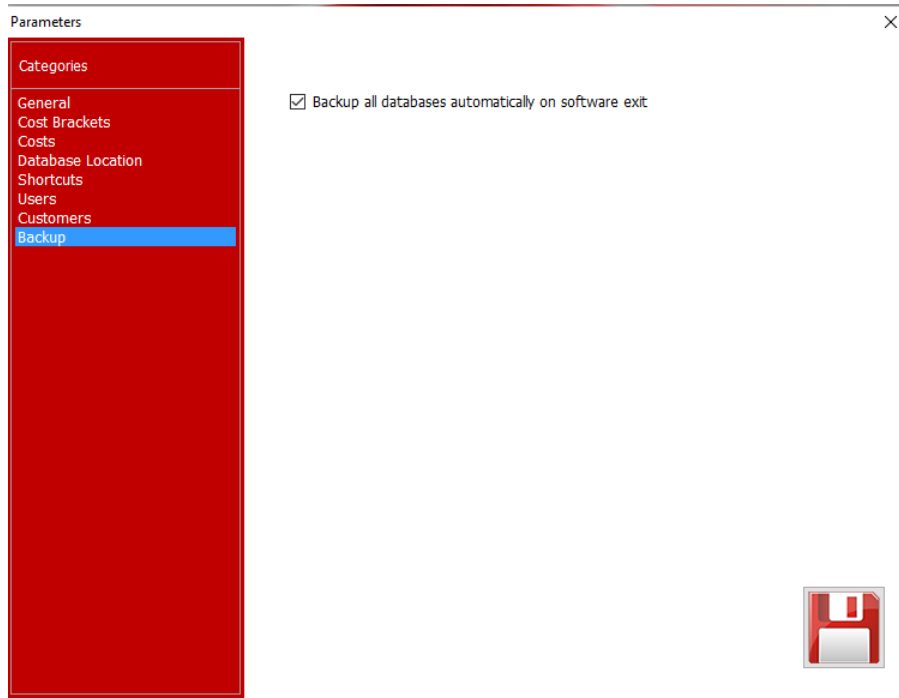 Parameters
Categories
General
Cost Brackets
Costs
Database Location
Shortcuts
Users
Customers
Backup
Backup all databases automatically on software exit